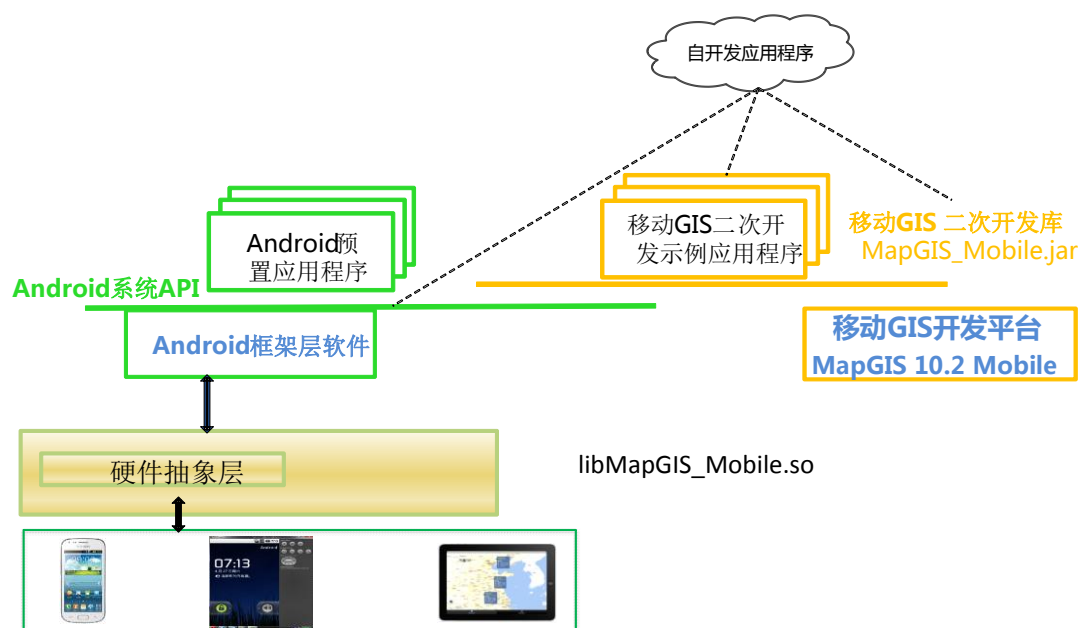 自开发应用程序
Android预
置应用程序
移动GIS二次开
发示例应用程序
移动GIS 二次开发库
MapGIS_Mobile.jar
Android系统API
Android框架层软件
移动GIS开发平台
MapGIS 10.2 Mobile
硬件抽象层
libMapGIS_Mobile.so
07:13